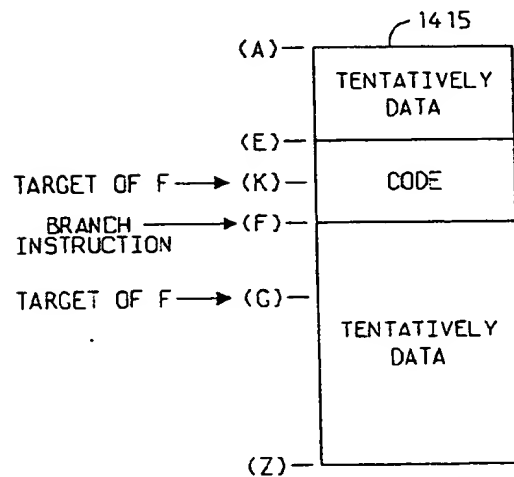 1415
(A)
TENTATIVELY
DATA
(E)
TARGET OF F (K) CODE
BRANCH
INSTRUCTION (F)
TARGET OF F (G)
TENTATIVELY
DATA
(Z)